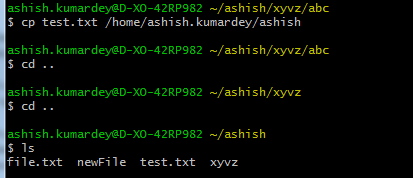 ashish.kumardey@D-XO-42RP982 ~/ashish/xyvz/abc
$ cp test.txt /home/ashish.kumardey/ashish
ashish.kumardey@D-XO-42RP982 ~/ashish/xyvz/abc
$ cd ..
ashish.kumardey@D-XO-42RP982 ~/ashish/xyvz
$ cd ..
ashish.kumardey@D-XO-42RP982 ~/ashish
$ ls
file.txt newFile test.txt xyvz